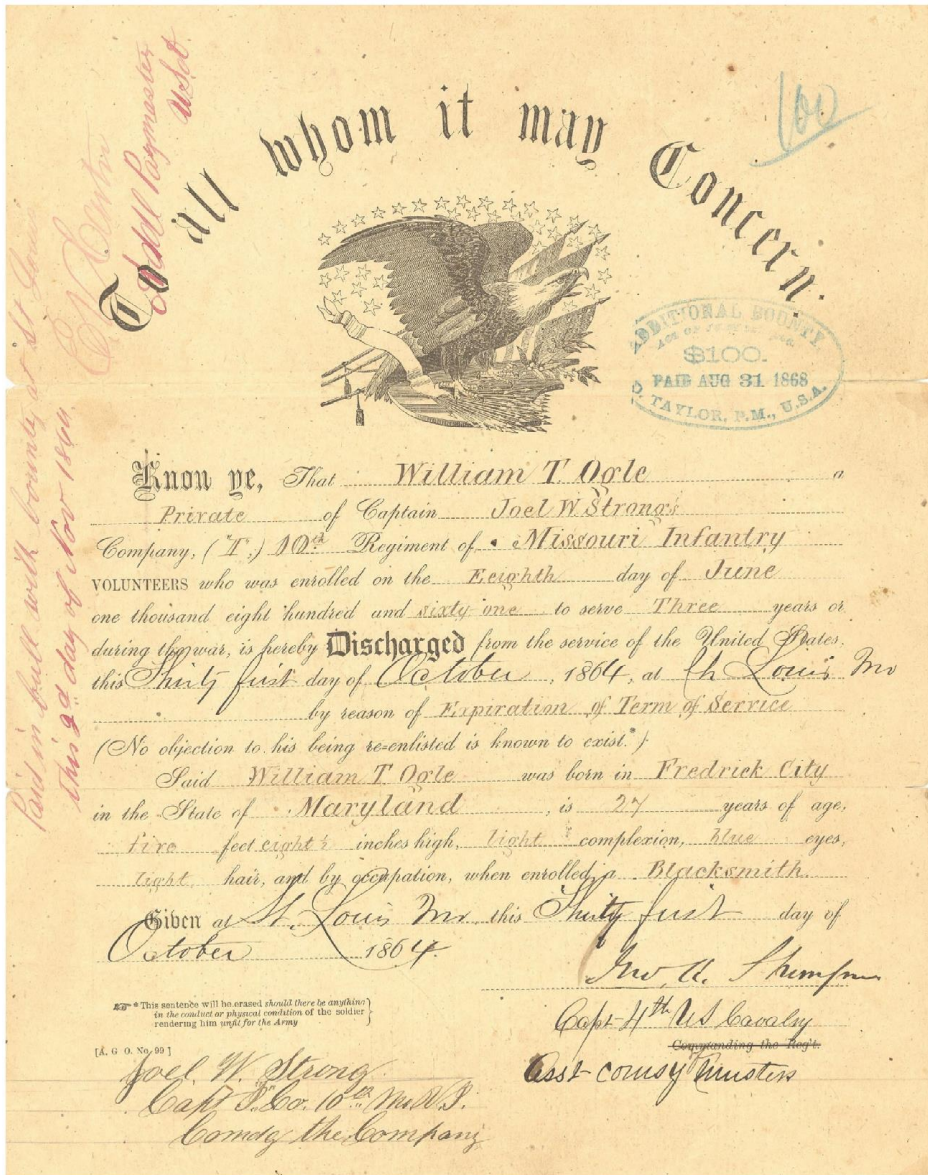 To all whom it may Concern.
100
ADDITIONAL BOUNTY.
ACT OF
$100.
PAID AUG 31 1868
D. TAYLOR, P.M., U.S.A.
Paid in full with bounty at St Louis
this 2d day of Nov 1864
Addl Paymaster
USA
Know ye, That William T Ogle a
Private of Captain Joel W Strong's
Company, (I.) 10th Regiment of Missouri Infantry
VOLUNTEERS who was enrolled on the Eeighth day of June
one thousand eight hundred and sixty one to serve Three years or
during the war, is hereby Discharged from the service of the United States,
this Thirty first day of October, 1864, at St Louis Mo
by reason of Expiration of Term of Service
(No objection to his being re-enlisted is known to exist.*)
Said William T Ogle was born in Fredrick City
in the State of Maryland, is 27 years of age,
five feet eight inches high, light complexion, blue eyes,
light hair, and by occupation, when enrolled, a Blacksmith.
Given at St. Louis Mo this Thirty first day of
October 1864.
Capt 4th US Cavalry
Commanding the Reg't.
Asst comsy Musters
* This sentence will be erased should there be anything
in the conduct or physical condition of the soldier
rendering him unfit for the Army
[A. G. O. No. 99]
Joel W. Strong
Capt "I" Co. 10th Mo V. I.
Comdg the Company